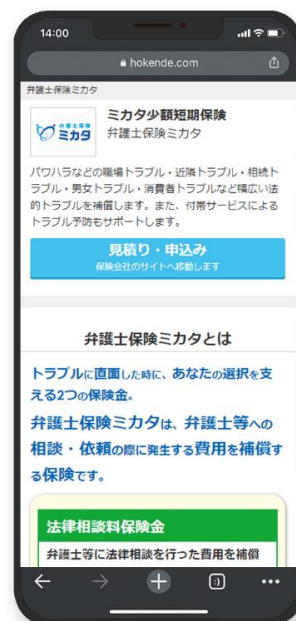 14:00
hokende.com
弁護士保険ミカタ
弁護士保険
ミカタ
ミカタ少額短期保険
弁護士保険ミカタ
パワハラなどの職場トラブル・近隣トラブル・相続ト
ラブル・男女トラブル・消費者トラブルなど幅広い法
的トラブルを補償します。また、付帯サービスによる
トラブル予防もサポートします。
見積り・申込み
保険会社のサイトへ移動します
弁護士保険ミカタとは
トラブルに直面した時に、あなたの選択を支
える2つの保険金。
弁護士保険ミカタは、弁護士等への
相談・依頼の際に発生する費用を補償す
る保険です。
法律相談料保険金
弁護士等に法律相談を行った費用を補償
:)